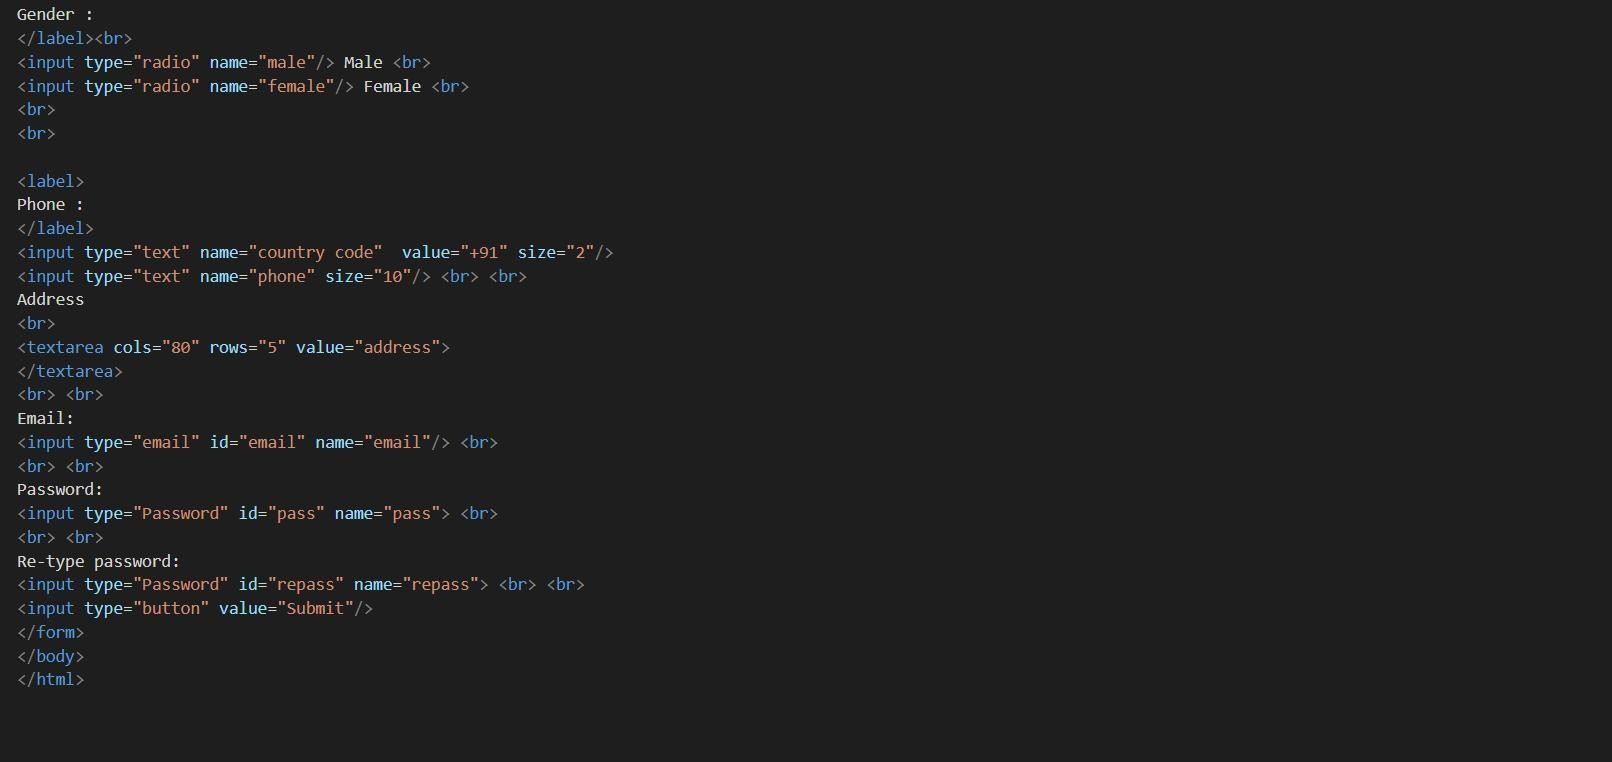 Gender :
</label><br>
<input type="radio" name="male"/> Male <br>
<input type="radio" name="female"/> Female <br>
<br>
<br>
<label>
Phone :
</label>
<input type="text" name="country code"  value="+91" size="2"/>
<input type="text" name="phone" size="10"/> <br> <br>
Address
<br>
<textarea cols="80" rows="5" value="address">
</textarea>
<br> <br>
Email:
<input type="email" id="email" name="email"/> <br>
<br> <br>
Password:
<input type="Password" id="pass" name="pass"> <br>
<br> <br>
Re-type password:
<input type="Password" id="repass" name="repass"> <br> <br>
<input type="button" value="Submit"/>
</form>
</body>
</html>